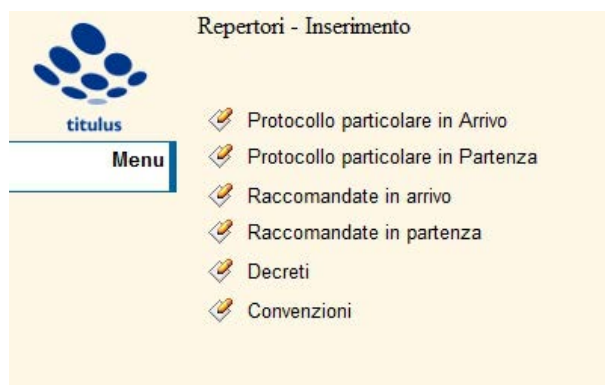 Repertori - Inserimento
titulus
Menu
Protocollo particolare in Arrivo
Protocollo particolare in Partenza
Raccomandate in arrivo
Raccomandate in partenza
Decreti
Convenzioni